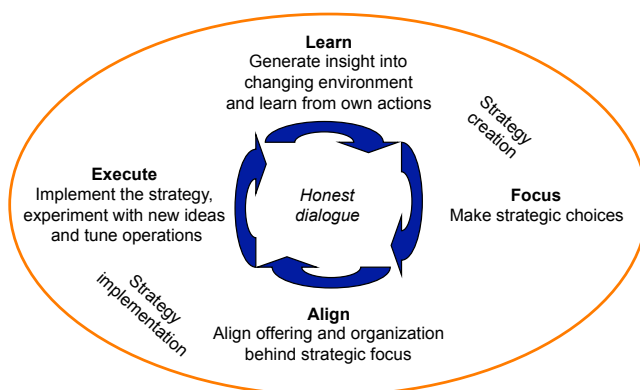 Learn
Generate insight into
changing environment
and learn from own actions
Strategy
creation
Execute
Implement the strategy,
experiment with new ideas
and tune operations
Honest
dialogue
Focus
Make strategic choices
Strategy
implementation
Align
Align offering and organization
behind strategic focus